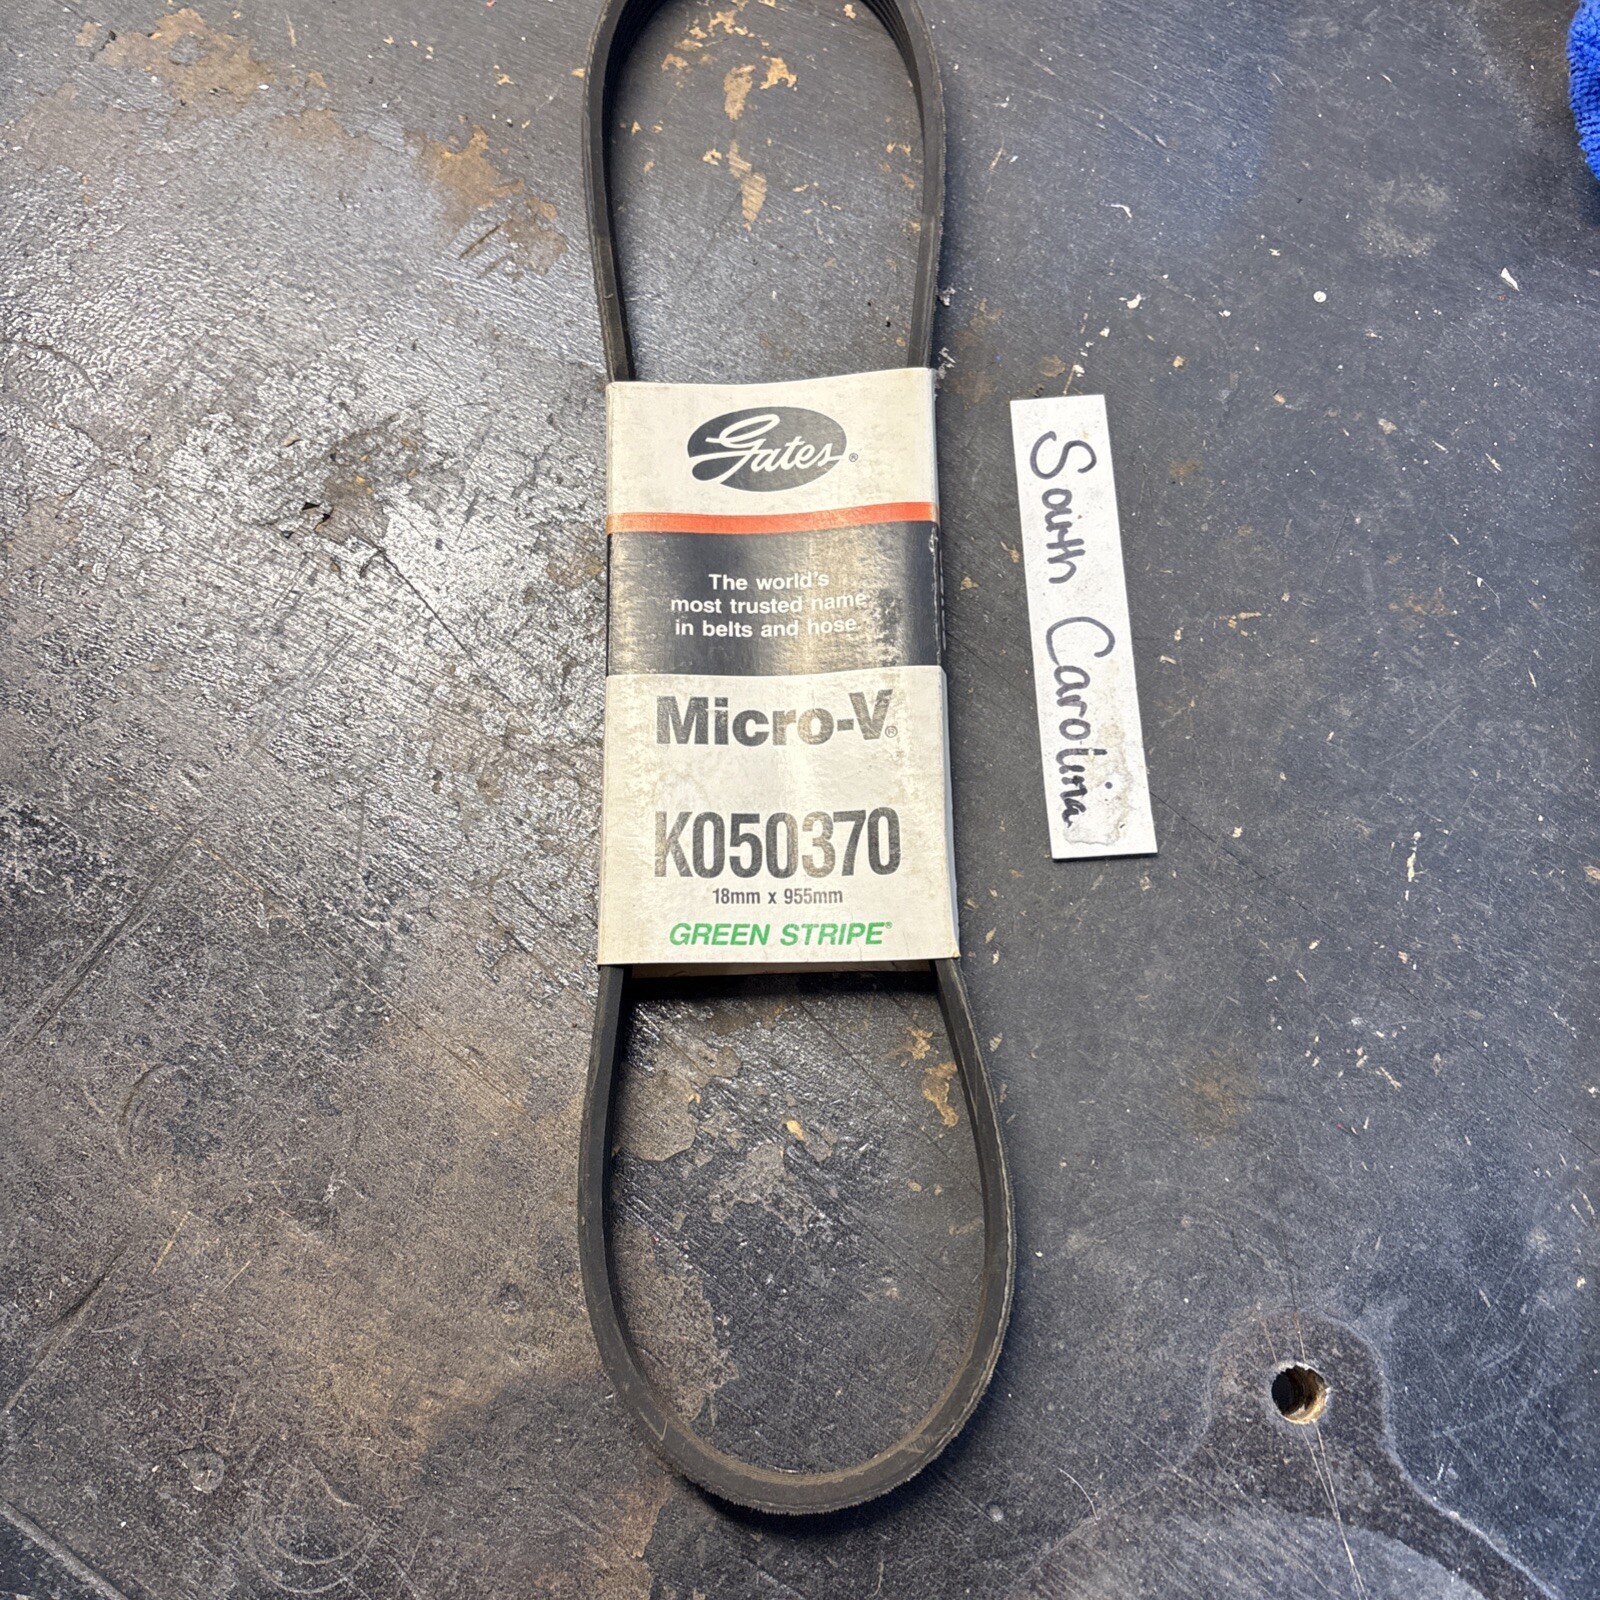 Gates®
The world's
most trusted name
in belts and hose.
Micro-V®
K050370
18mm x 955mm
GREEN STRIPE®
South Carolina